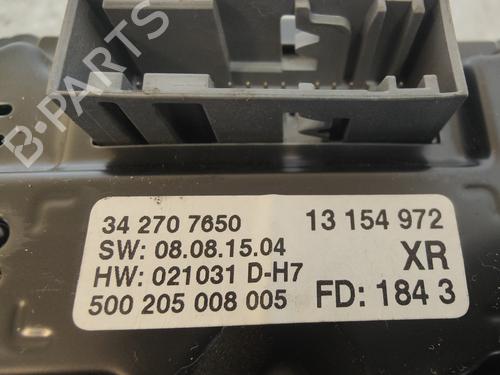 B-PARTS
34 270 7650 13 154 972
SW: 08.08.15.04 XR
HW: 021031 D-H7
500 205 008 005 FD: 184 3